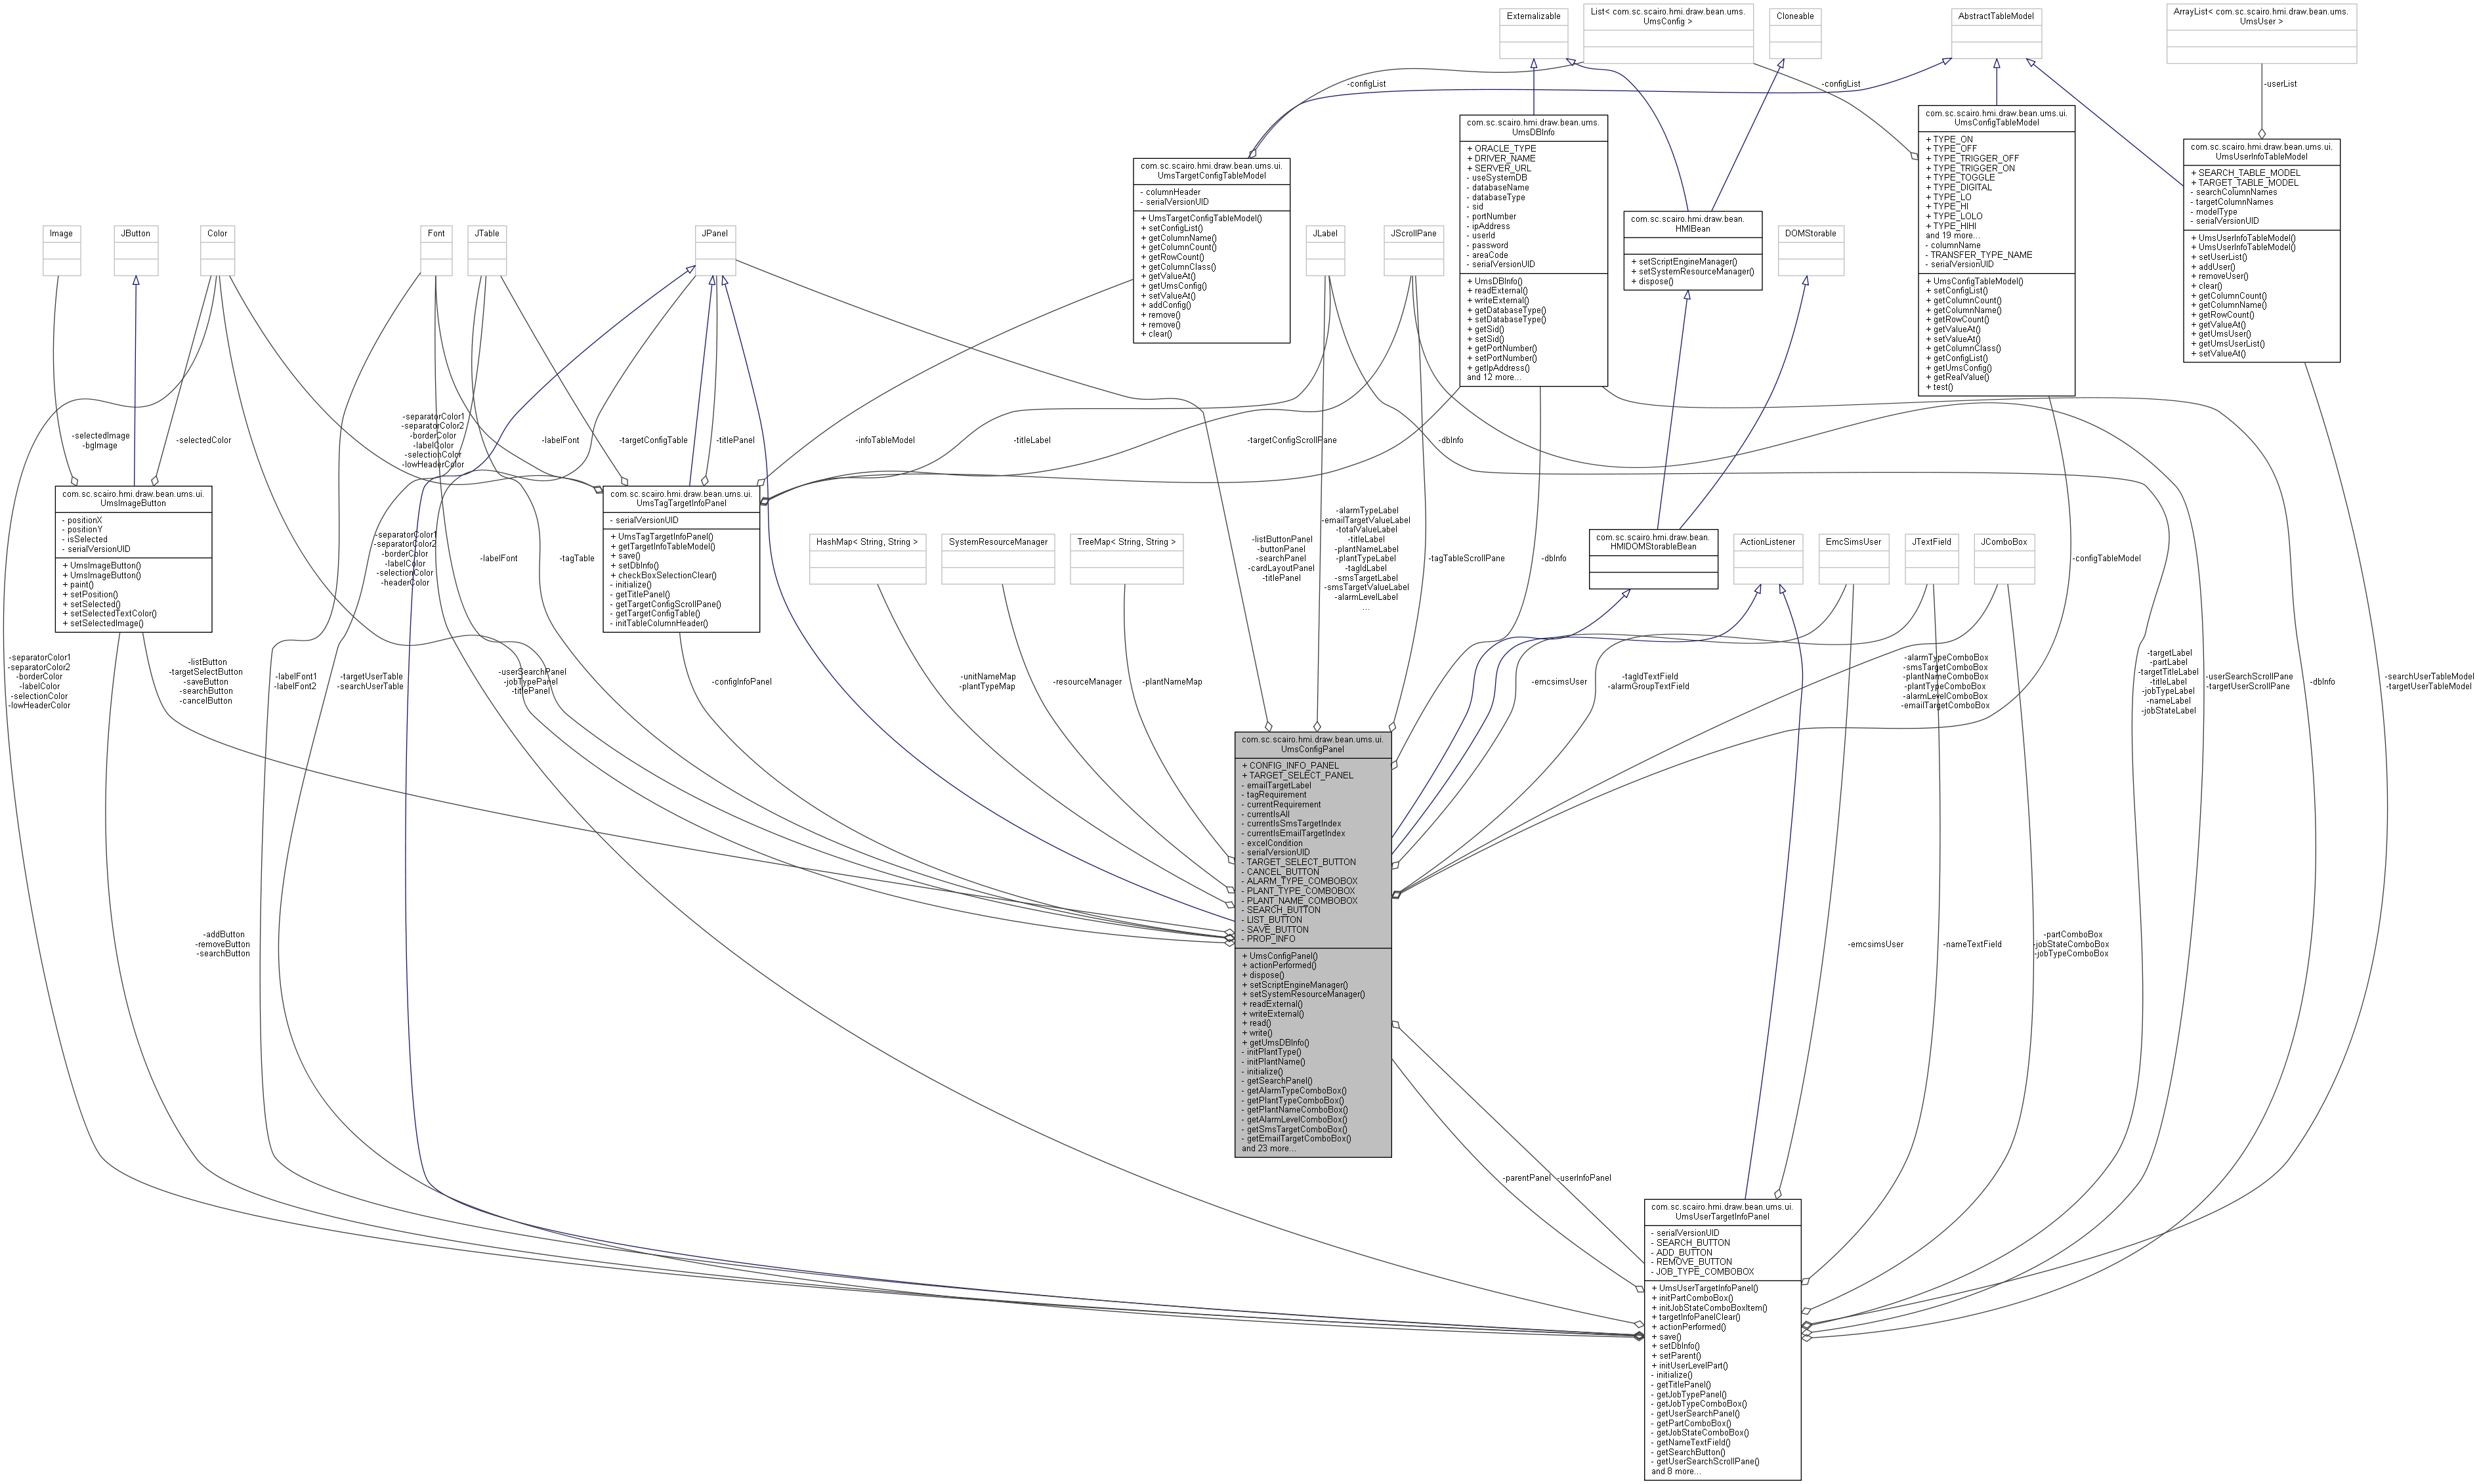 Externalizable
List< com.sc.scairo.hmi.draw.bean.ums.
UmsConfig >
Cloneable
AbstractTableModel
ArrayList< com.sc.scairo.hmi.draw.bean.ums.
UmsUser >
-configList
-configList
-userList
com.sc.scairo.hmi.draw.bean.ums.ui.
UmsTargetConfigTableModel
- columnHeader
- serialVersionUID
+ UmsTargetConfigTableModel()
+ setConfigList()
+ getColumnName()
+ getColumnCount()
+ getRowCount()
+ getColumnClass()
+ getValueAt()
+ getUmsConfig()
+ setValueAt()
+ addConfig()
+ remove()
+ remove()
+ clear()
com.sc.scairo.hmi.draw.bean.ums.
UmsDBInfo
+ ORACLE_TYPE
+ DRIVER_NAME
+ SERVER_URL
- useSystemDB
- databaseName
- databaseType
- sid
- portNumber
- ipAddress
- userId
- password
- areaCode
- serialVersionUID
+ UmsDBInfo()
+ readExternal()
+ writeExternal()
+ getDatabaseType()
+ setDatabaseType()
+ getSid()
+ setSid()
+ getPortNumber()
+ setPortNumber()
+ getIpAddress()
and 12 more...
com.sc.scairo.hmi.draw.bean.
HMIBean
+ setScriptEngineManager()
+ setSystemResourceManager()
+ dispose()
com.sc.scairo.hmi.draw.bean.ums.ui.
UmsConfigTableModel
+ TYPE_ON
+ TYPE_OFF
+ TYPE_TRIGGER_OFF
+ TYPE_TRIGGER_ON
+ TYPE_TOGGLE
+ TYPE_DIGITAL
+ TYPE_LO
+ TYPE_HI
+ TYPE_LOLO
+ TYPE_HIHI
and 19 more...
- columnName
- TRANSFER_TYPE_NAME
- serialVersionUID
+ UmsConfigTableModel()
+ setConfigList()
+ getColumnCount()
+ getColumnName()
+ getRowCount()
+ getValueAt()
+ setValueAt()
+ getColumnClass()
+ getConfigList()
+ getUmsConfig()
+ getRealValue()
+ test()
com.sc.scairo.hmi.draw.bean.ums.ui.
UmsUserInfoTableModel
+ SEARCH_TABLE_MODEL
+ TARGET_TABLE_MODEL
- searchColumnNames
- targetColumnNames
- modelType
- serialVersionUID
+ UmsUserInfoTableModel()
+ UmsUserInfoTableModel()
+ setUserList()
+ addUser()
+ removeUser()
+ clear()
+ getColumnCount()
+ getColumnName()
+ getRowCount()
+ getValueAt()
+ getUmsUser()
+ getUmsUserList()
+ setValueAt()
Image
JButton
Color
Font
JTable
JPanel
JLabel
JScrollPane
DOMStorable
-selectedImage
-bgImage
-selectedColor
-separatorColor1
-separatorColor2
-borderColor
-labelColor
-selectionColor
-lowHeaderColor
-labelFont
-targetConfigTable
-titlePanel
-infoTableModel
-titleLabel
-targetConfigScrollPane
-dbInfo
com.sc.scairo.hmi.draw.bean.ums.ui.
UmsImageButton
- positionX
- positionY
- isSelected
- serialVersionUID
+ UmsImageButton()
+ UmsImageButton()
+ paint()
+ setPosition()
+ setSelected()
+ setSelectedTextColor()
+ setSelectedImage()
-separatorColor1
-separatorColor2
-borderColor
-labelColor
-selectionColor
-headerColor
-labelFont
-tagTable
com.sc.scairo.hmi.draw.bean.ums.ui.
UmsTagTargetInfoPanel
- serialVersionUID
+ UmsTagTargetInfoPanel()
+ getTargetInfoTableModel()
+ save()
+ setDbInfo()
+ checkBoxSelectionClear()
- initialize()
- getTitlePanel()
- getTargetConfigScrollPane()
- getTargetConfigTable()
- initTableColumnHeader()
HashMap< String, String >
SystemResourceManager
TreeMap< String, String >
-listButtonPanel
-buttonPanel
-searchPanel
-cardLayoutPanel
-titlePanel
-alarmTypeLabel
-emailTargetValueLabel
-totalValueLabel
-titleLabel
-plantNameLabel
-plantTypeLabel
-tagIdLabel
-smsTargetLabel
-smsTargetValueLabel
-alarmLevelLabel
...
-tagTableScrollPane
-dbInfo
com.sc.scairo.hmi.draw.bean.
HMIDOMStorableBean
ActionListener
EmcSimsUser
JTextField
JComboBox
-configTableModel
-separatorColor1
-separatorColor2
-borderColor
-labelColor
-selectionColor
-lowHeaderColor
-listButton
-targetSelectButton
-saveButton
-searchButton
-cancelButton
-labelFont1
-labelFont2
-targetUserTable
-searchUserTable
-userSearchPanel
-jobTypePanel
-titlePanel
-configInfoPanel
-unitNameMap
-plantTypeMap
-resourceManager
-plantNameMap
-emcsimsUser
-tagIdTextField
-alarmGroupTextField
-alarmTypeComboBox
-smsTargetComboBox
-plantNameComboBox
-plantTypeComboBox
-alarmLevelComboBox
-emailTargetComboBox
-targetLabel
-partLabel
-targetTitleLabel
-titleLabel
-jobTypeLabel
-nameLabel
-jobStateLabel
-userSearchScrollPane
-targetUserScrollPane
-dbInfo
-searchUserTableModel
-targetUserTableModel
com.sc.scairo.hmi.draw.bean.ums.ui.
UmsConfigPanel
+ CONFIG_INFO_PANEL
+ TARGET_SELECT_PANEL
- emailTargetLabel
- tagRequirement
- currentRequirement
- currentIsAll
- currentIsSmsTargetIndex
- currentIsEmailTargetIndex
- excelCondition
- serialVersionUID
- TARGET_SELECT_BUTTON
- CANCEL_BUTTON
- ALARM_TYPE_COMBOBOX
- PLANT_TYPE_COMBOBOX
- PLANT_NAME_COMBOBOX
- SEARCH_BUTTON
- LIST_BUTTON
- SAVE_BUTTON
- PROP_INFO
+ UmsConfigPanel()
+ actionPerformed()
+ dispose()
+ setScriptEngineManager()
+ setSystemResourceManager()
+ readExternal()
+ writeExternal()
+ read()
+ write()
+ getUmsDBInfo()
- initPlantType()
- initPlantName()
- initialize()
- getSearchPanel()
- getAlarmTypeComboBox()
- getPlantTypeComboBox()
- getPlantNameComboBox()
- getAlarmLevelComboBox()
- getSmsTargetComboBox()
- getEmailTargetComboBox()
and 23 more...
-addButton
-removeButton
-searchButton
-emcsimsUser
-nameTextField
-partComboBox
-jobStateComboBox
-jobTypeComboBox
-parentPanel
-userInfoPanel
com.sc.scairo.hmi.draw.bean.ums.ui.
UmsUserTargetInfoPanel
- serialVersionUID
- SEARCH_BUTTON
- ADD_BUTTON
- REMOVE_BUTTON
- JOB_TYPE_COMBOBOX
+ UmsUserTargetInfoPanel()
+ initPartComboBox()
+ initJobStateComboBoxItem()
+ targetInfoPanelClear()
+ actionPerformed()
+ save()
+ setDbInfo()
+ setParent()
+ initUserLevelPart()
- initialize()
- getTitlePanel()
- getJobTypePanel()
- getJobTypeComboBox()
- getUserSearchPanel()
- getPartComboBox()
- getJobStateComboBox()
- getNameTextField()
- getSearchButton()
- getUserSearchScrollPane()
and 8 more...